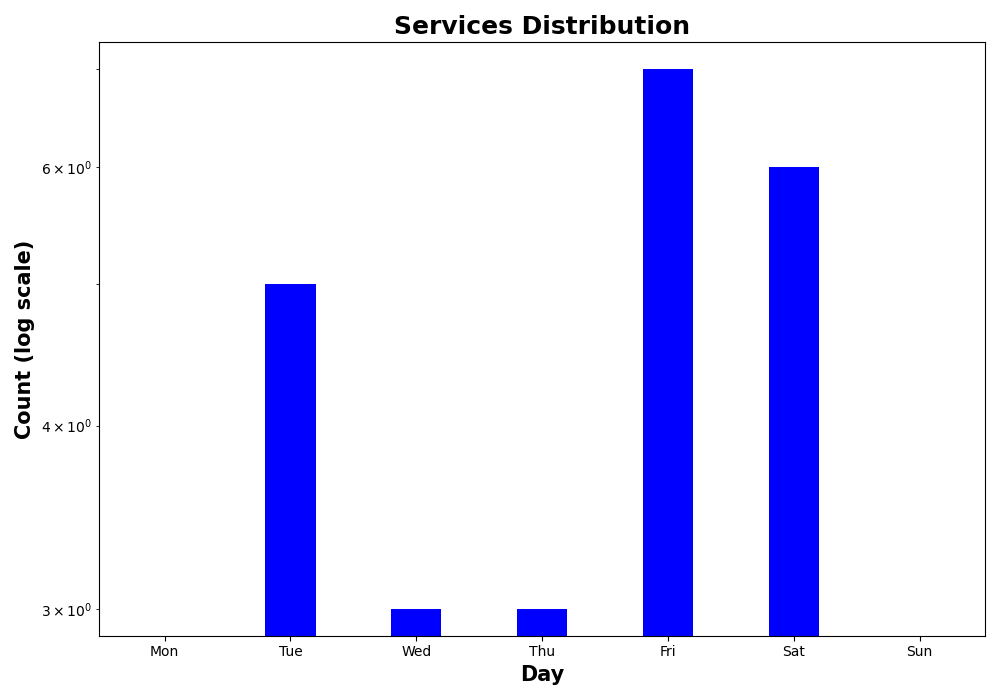 Services Distribution
6 × 10⁰
4 × 10⁰
3 × 10⁰
Count (log scale)
Mon Tue Wed Thu Fri Sat Sun
Day